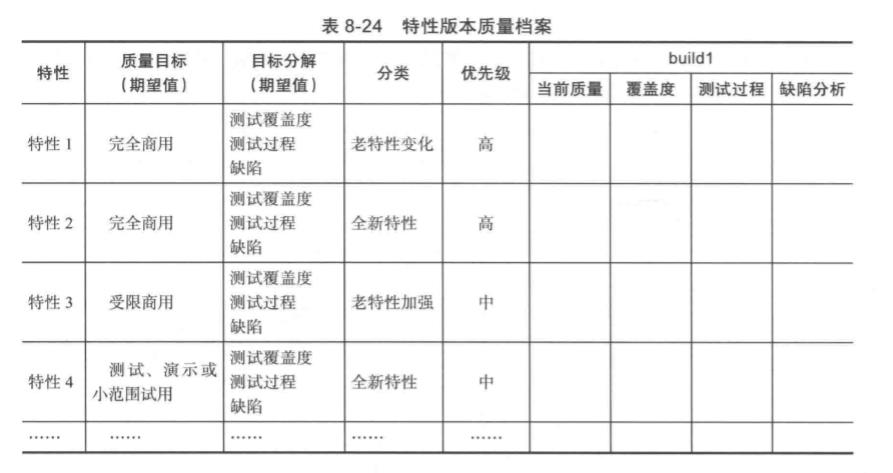 表 8-24 特性版本质量档案
特性 质量目标（期望值） 目标分解（期望值） 分类 优先级 build1
当前质量 覆盖度 测试过程 缺陷分析
特性 1 完全商用 测试覆盖度 测试过程 缺陷 老特性变化 高
特性 2 完全商用 测试覆盖度 测试过程 缺陷 全新特性 高
特性 3 受限商用 测试覆盖度 测试过程 缺陷 老特性加强 中
特性 4 测试、演示或小范围试用 测试覆盖度 测试过程 缺陷 全新特性 中
…… …… …… …… ……